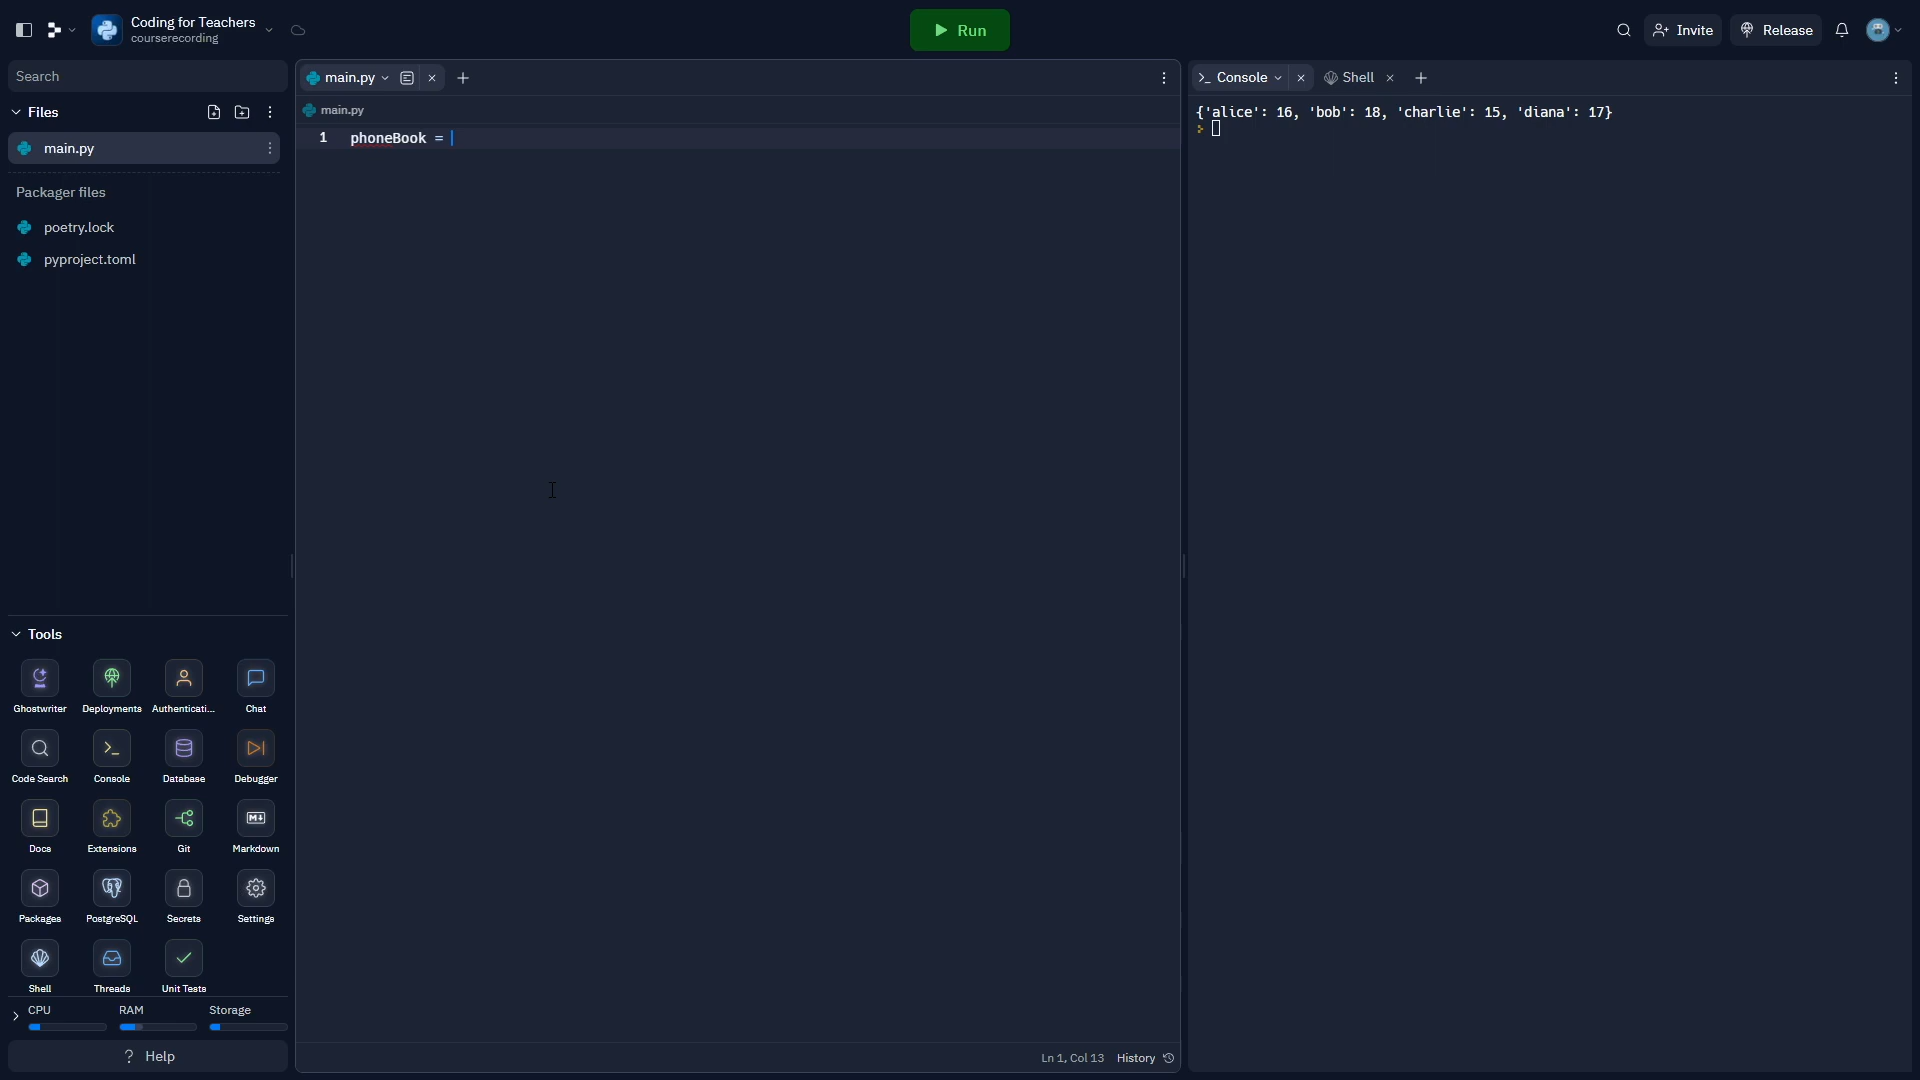 Coding for Teachers
courserecording
Run
Invite
Release
Search
Files
main.py
Packager files
poetry.lock
pyproject.toml
Tools
Ghostwriter
Deployments
Authenticati...
Chat
Code Search
Console
Database
Debugger
Docs
Extensions
Git
Markdown
Packages
PostgreSQL
Secrets
Settings
Shell
Threads
Unit Tests
CPU
RAM
Storage
? Help
main.py
main.py
1 phoneBook =
Ln 1, Col 13
History
>_ Console
Shell
{'alice': 16, 'bob': 18, 'charlie': 15, 'diana': 17}